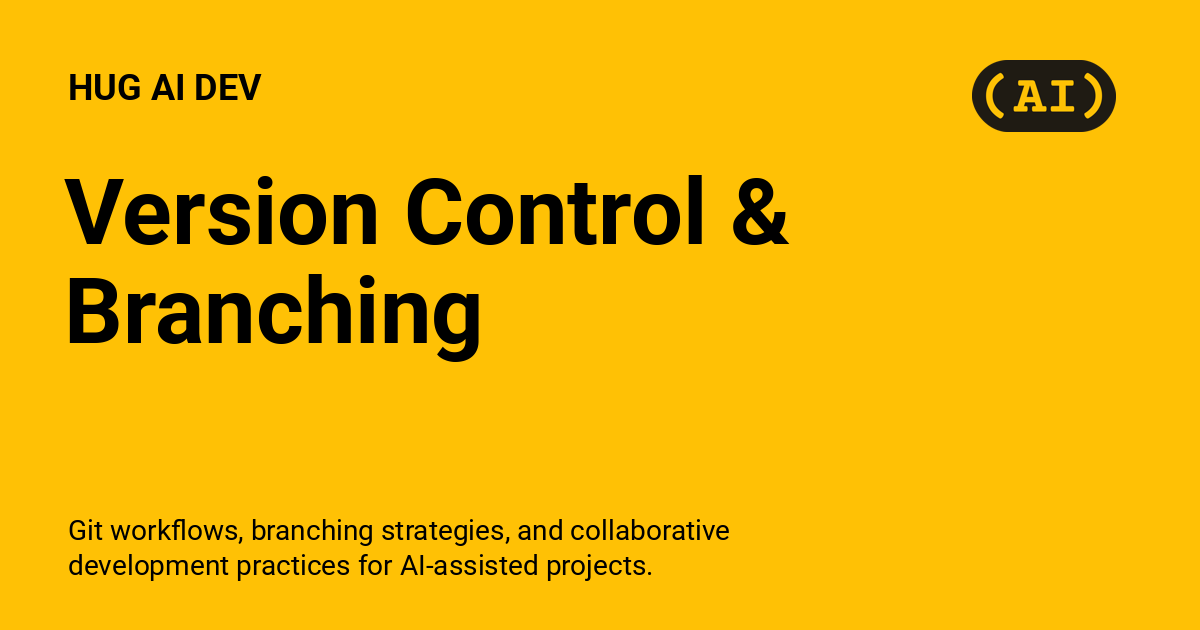 HUG AI DEV
(AI)
Version Control &
Branching
Git workflows, branching strategies, and collaborative
development practices for AI-assisted projects.